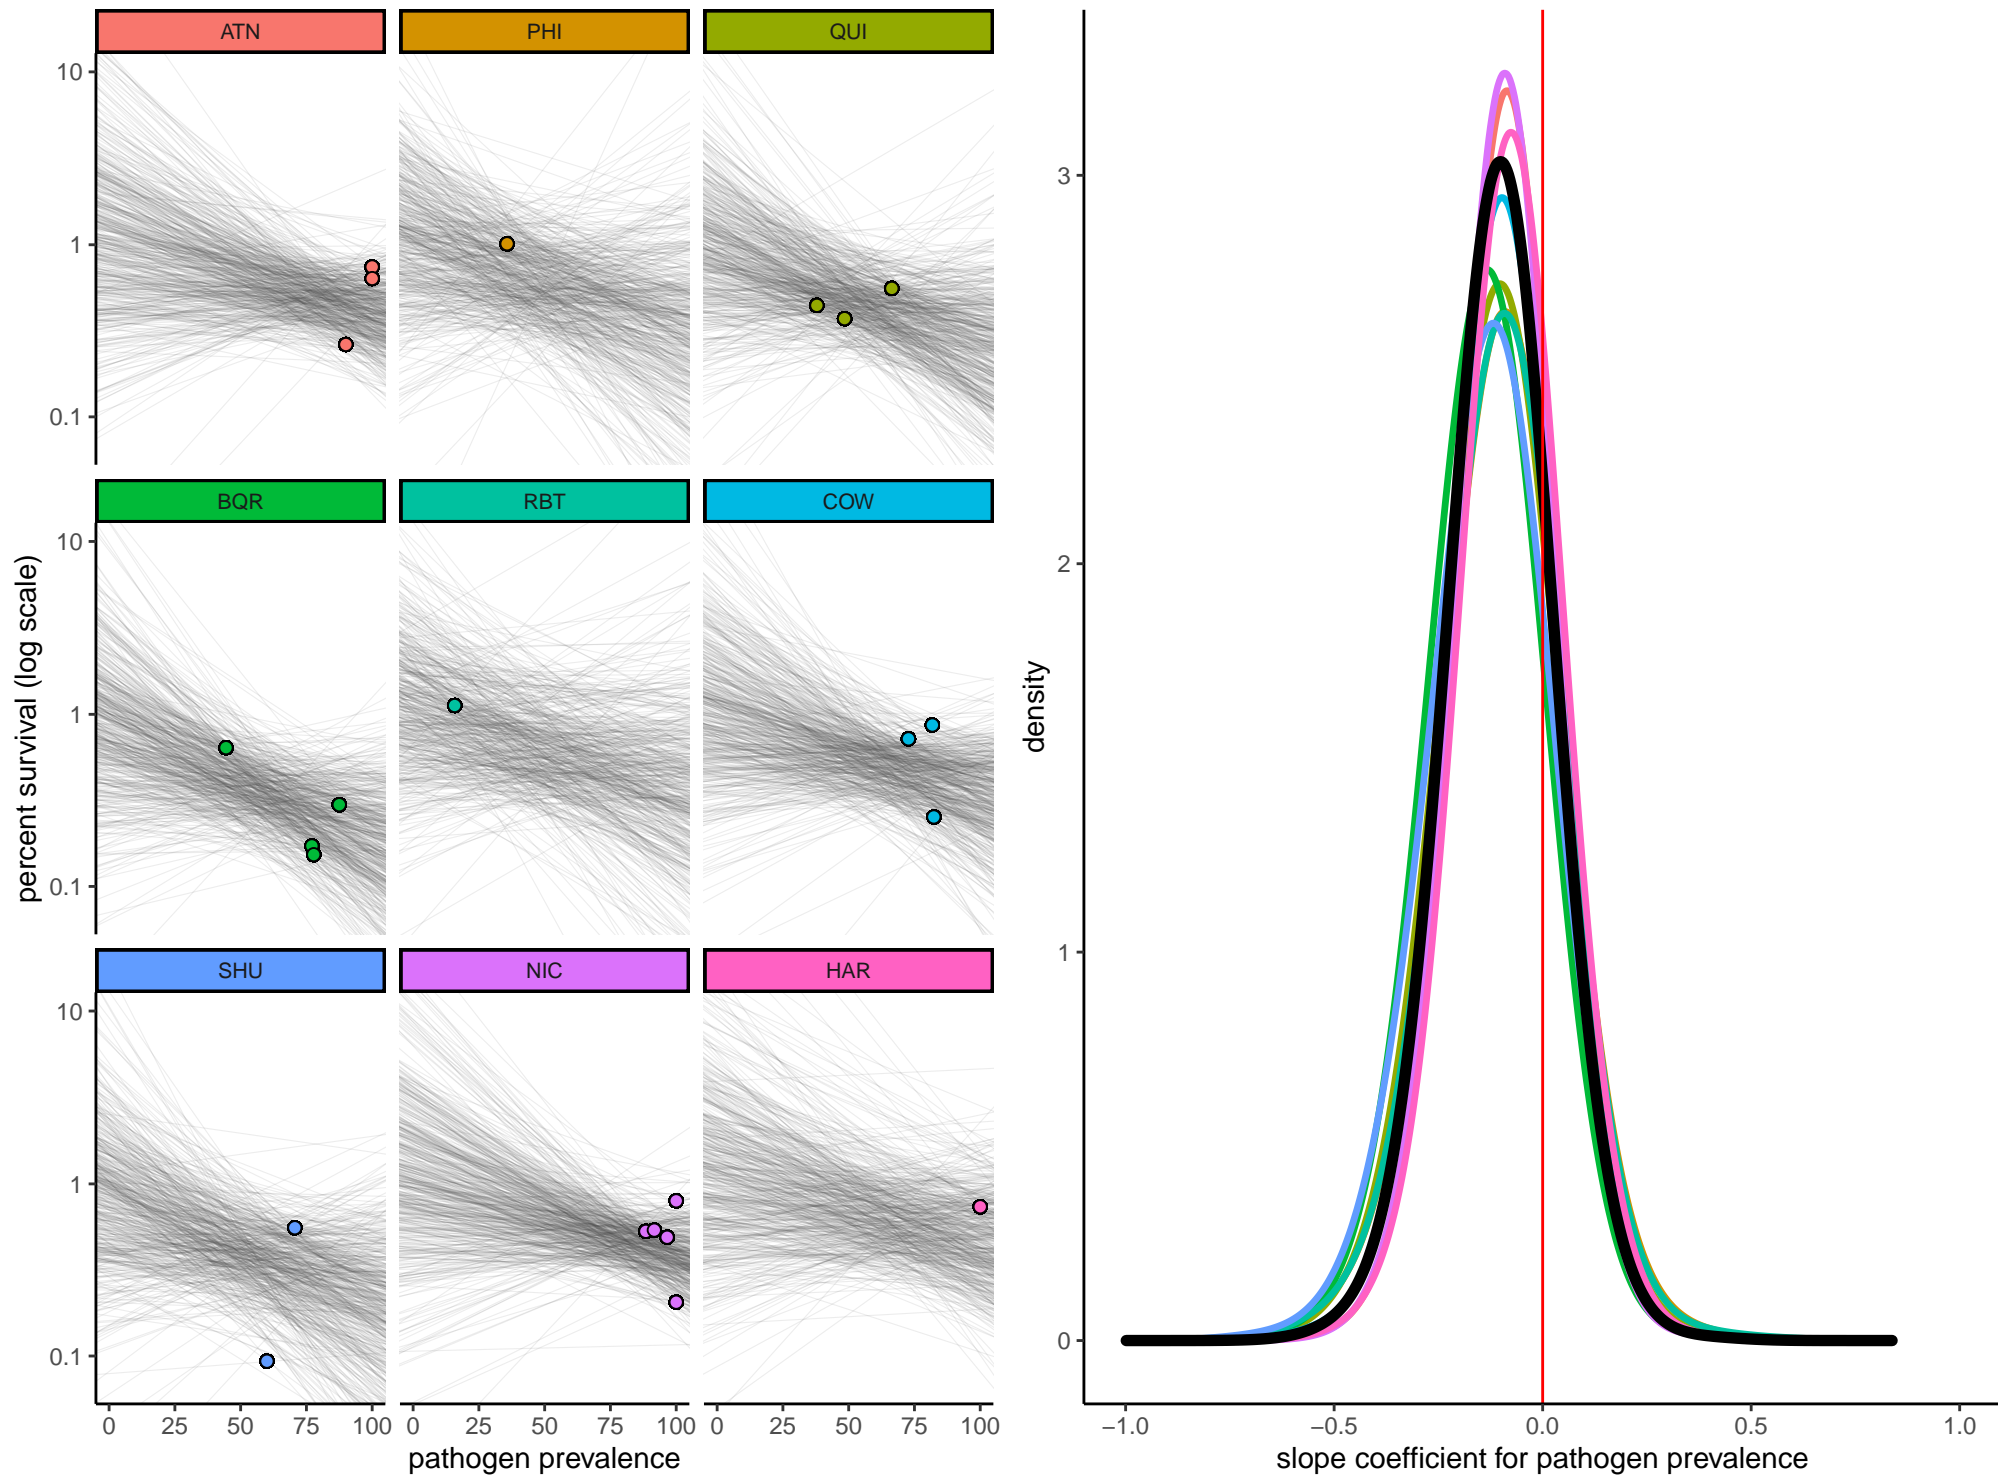 ATN PHI QUI
10
1
0.1
BQR RBT COW
10
1
0.1
SHU NIC HAR
10
1
0.1
0 25 50 75 100 0 25 50 75 100 0 25 50 75 100
pathogen prevalence
percent survival (log scale)
3
2
1
0
density
−1.0 −0.5 0.0 0.5 1.0
slope coefficient for pathogen prevalence